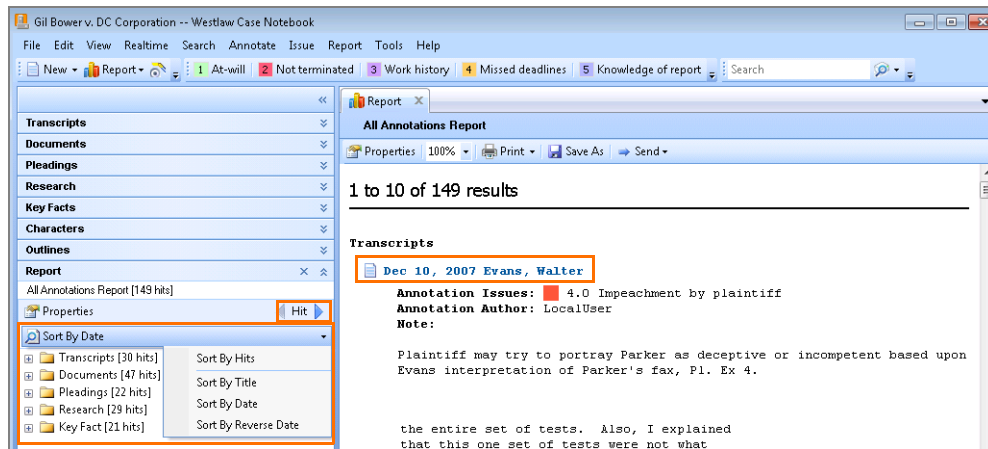 Gil Bower v. DC Corporation -- Westlaw Case Notebook
File Edit View Realtime Search Annotate Issue Report Tools Help
New Report 1 At-will 2 Not terminated 3 Work history 4 Missed deadlines 5 Knowledge of report Search
Transcripts
Documents
Pleadings
Research
Key Facts
Characters
Outlines
Report
All Annotations Report [149 hits]
Properties Hit
Sort By Date
Transcripts [30 hits]
Documents [47 hits]
Pleadings [22 hits]
Research [29 hits]
Key Fact [21 hits]
Sort By Hits
Sort By Title
Sort By Date
Sort By Reverse Date
Report
All Annotations Report
Properties 100% Print Save As Send
1 to 10 of 149 results
Transcripts
Dec 10, 2007 Evans, Walter
Annotation Issues: 4.0 Impeachment by plaintiff
Annotation Author: LocalUser
Note:
Plaintiff may try to portray Parker as deceptive or incompetent based upon
Evans interpretation of Parker's fax, Pl. Ex 4.
the entire set of tests. Also, I explained
that this one set of tests were not what